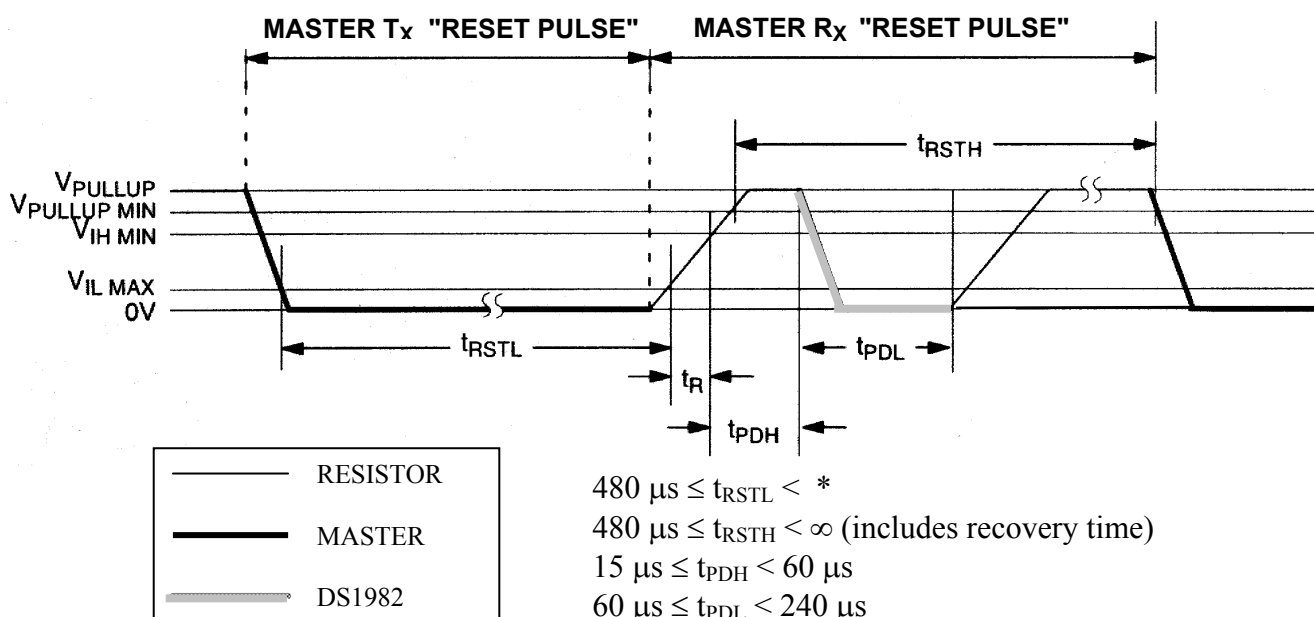 MASTER TX "RESET PULSE"
MASTER RX "RESET PULSE"
tRSTH
VPULLUP
VPULLUP MIN
VIH MIN
VIL MAX
0V
tRSTL
tPDL
tR
tPDH
RESISTOR
MASTER
DS1982
480 μs ≤ tRSTL < *
480 μs ≤ tRSTH < ∞ (includes recovery time)
15 μs ≤ tPDH < 60 μs
60 μs ≤ tPDL < 240 μs